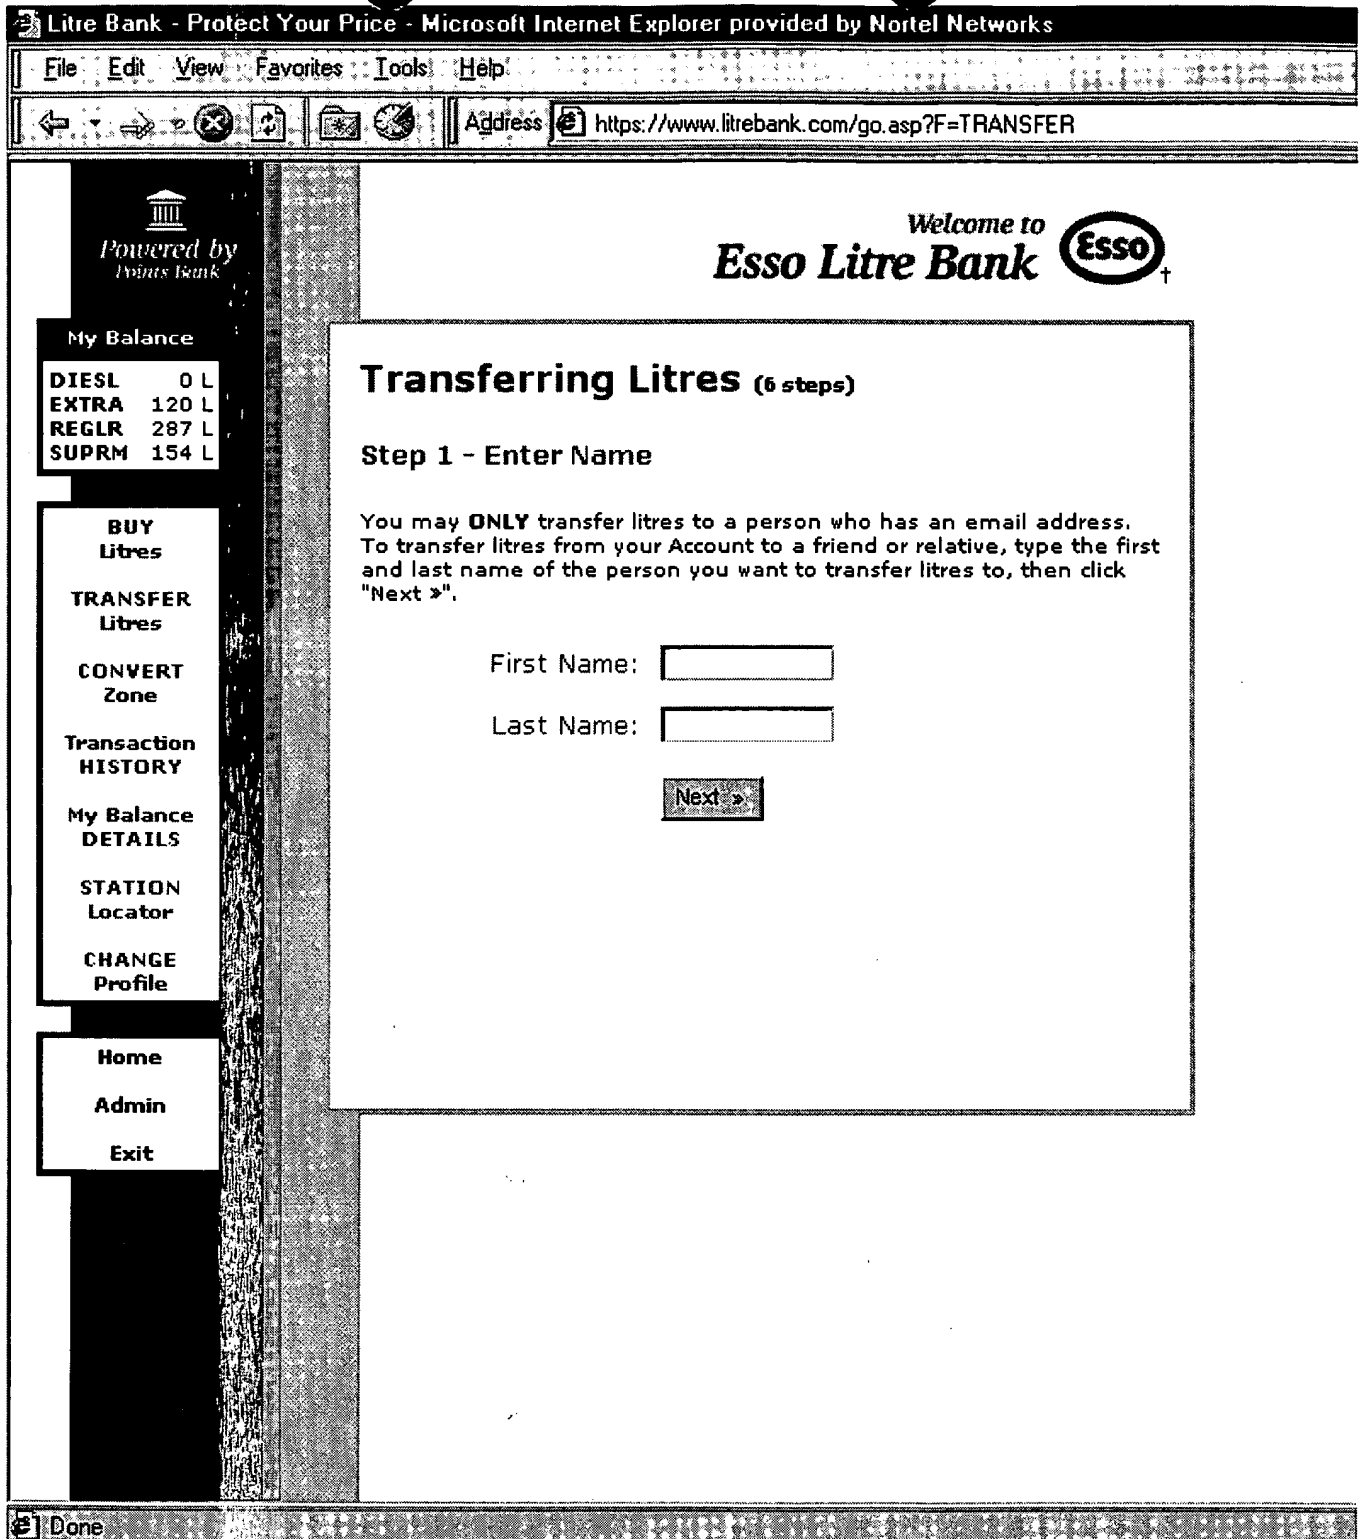 Litre Bank - Protect Your Price - Microsoft Internet Explorer provided by Nortel Networks
File Edit View Favorites Tools Help
Address https://www.litrebank.com/go.asp?F=TRANSFER
Powered by
Points Bank
Welcome to
Esso Litre Bank
Esso †
My Balance
DIESL 0 L
EXTRA 120 L
REGLR 287 L
SUPRM 154 L
BUY
Litres
TRANSFER
Litres
CONVERT
Zone
Transaction
HISTORY
My Balance
DETAILS
STATION
Locator
CHANGE
Profile
Home
Admin
Exit
Transferring Litres (6 steps)
Step 1 - Enter Name
You may ONLY transfer litres to a person who has an email address.
To transfer litres from your Account to a friend or relative, type the first
and last name of the person you want to transfer litres to, then click
"Next »".
First Name:
Last Name:
Next »
Done